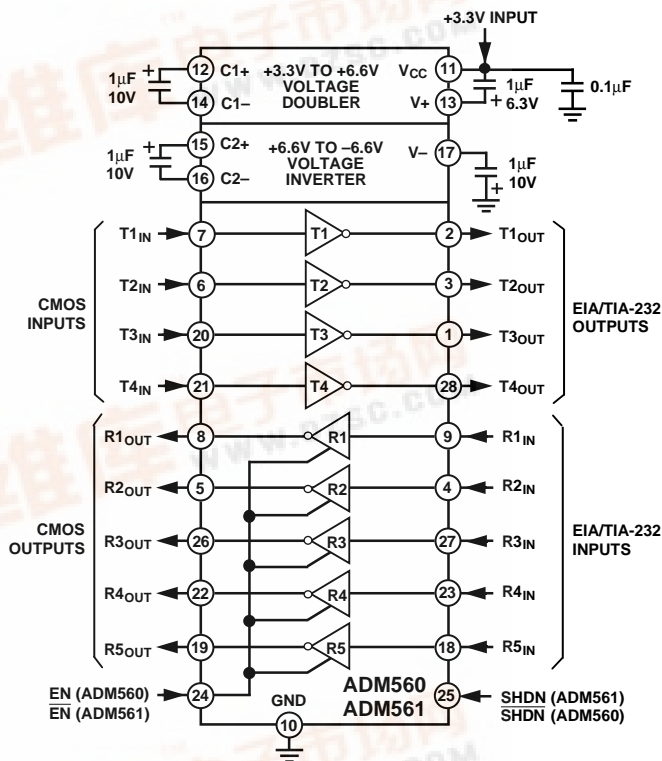 +3.3V INPUT
12 C1+ +3.3V TO +6.6V VCC 11
1µF + 10V
VOLTAGE
DOUBLER
14 C1– V+ 13
1µF
+ 6.3V
0.1µF
15 C2+ +6.6V TO –6.6V V– 17
1µF + 10V
VOLTAGE
INVERTER
16 C2–
1µF
10V +
CMOS
INPUTS
T1IN 7 T1 2 T1OUT
T2IN 6 T2 3 T2OUT
T3IN 20 T3 1 T3OUT
T4IN 21 T4 28 T4OUT
EIA/TIA-232
OUTPUTS
CMOS
OUTPUTS
R1OUT 8 R1 9 R1IN
R2OUT 5 R2 4 R2IN
R3OUT 26 R3 27 R3IN
R4OUT 22 R4 23 R4IN
R5OUT 19 R5 18 R5IN
EIA/TIA-232
INPUTS
EN (ADM560)
E̅N̅ (ADM561)
24
GND
10
ADM560
ADM561
25
SHDN (ADM561)
S̅H̅D̅N̅ (ADM560)